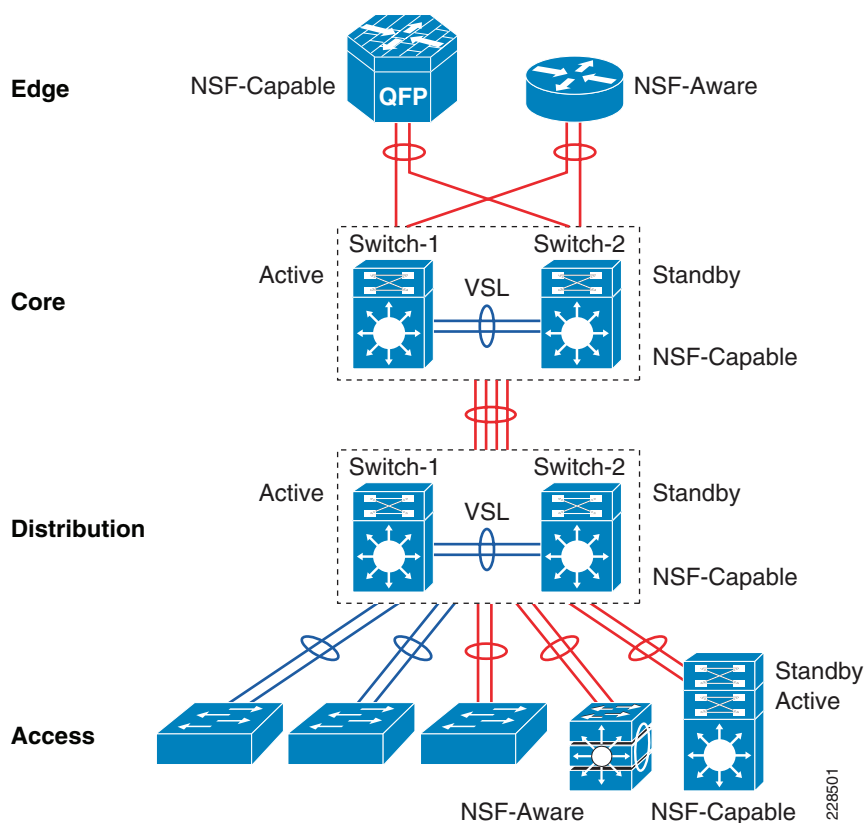 Edge
NSF-Capable
QFP
NSF-Aware
Switch-1
Switch-2
Active
VSL
Standby
Core
NSF-Capable
Switch-1
Switch-2
Active
VSL
Standby
Distribution
NSF-Capable
Standby
Active
Access
NSF-Aware
NSF-Capable
228501